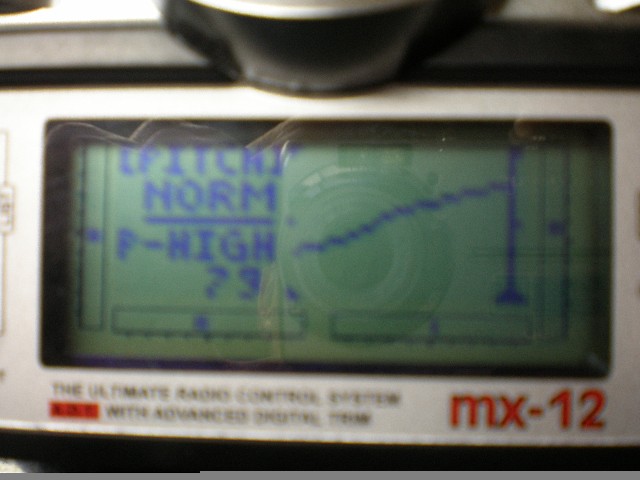 [PITCH]
NORM
P-HIGH
THE ULTIMATE RADIO CONTROL SYSTEM
WITH ADVANCED DIGITAL TRIM
mx-12